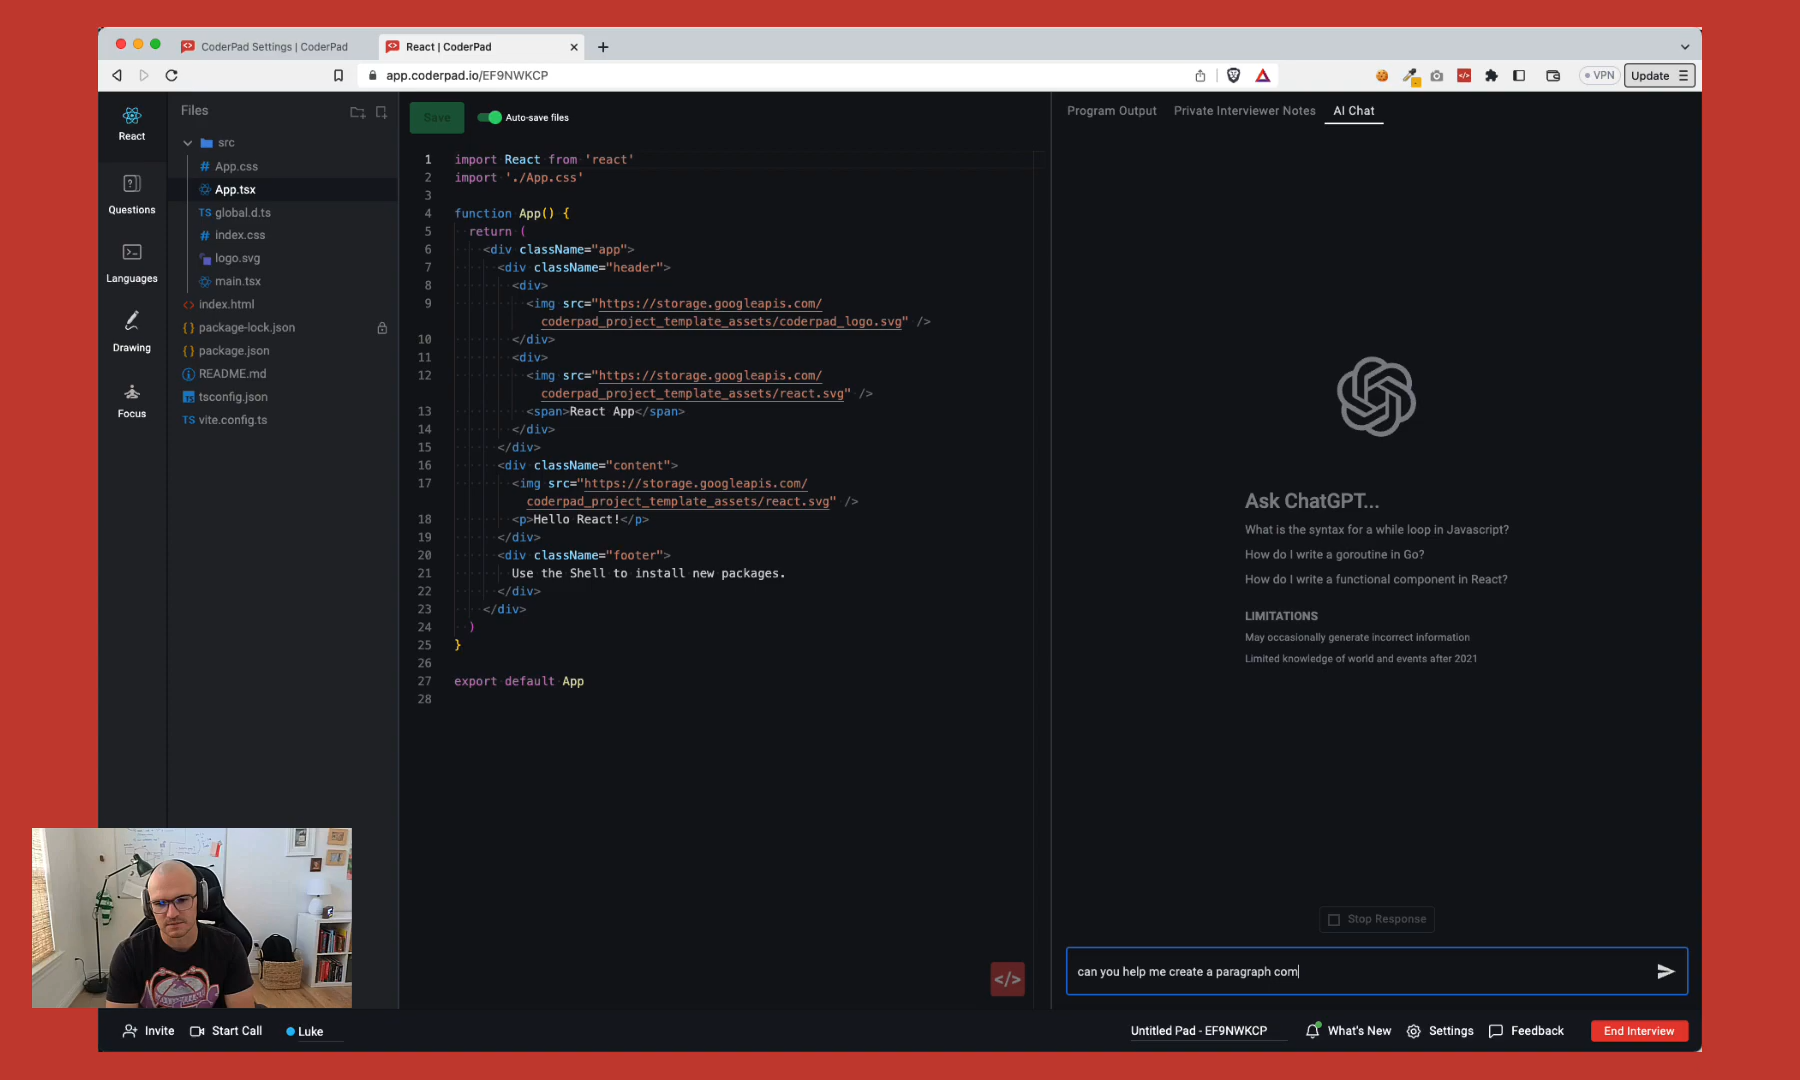 CoderPad Settings | CoderPad
React | CoderPad
app.coderpad.io/EF9NWKCP
VPN
Update
React
Questions
Languages
Drawing
Focus
Files
src
# App.css
App.tsx
TS global.d.ts
# index.css
logo.svg
main.tsx
<> index.html
{} package-lock.json
{} package.json
README.md
tsconfig.json
TS vite.config.ts
Save
Auto-save files
1 import React from 'react'
2 import './App.css'
3
4 function App() {
5 return (
6 <div className="app">
7 <div className="header">
8 <div>
9 <img src="https://storage.googleapis.com/
coderpad_project_template_assets/coderpad_logo.svg" />
10 </div>
11 <div>
12 <img src="https://storage.googleapis.com/
coderpad_project_template_assets/react.svg" />
13 <span>React App</span>
14 </div>
15 </div>
16 <div className="content">
17 <img src="https://storage.googleapis.com/
coderpad_project_template_assets/react.svg" />
18 <p>Hello React!</p>
19 </div>
20 <div className="footer">
21 Use the Shell to install new packages.
22 </div>
23 </div>
24 )
25 }
26
27 export default App
28
</>
Program Output
Private Interviewer Notes
AI Chat
Ask ChatGPT...
What is the syntax for a while loop in Javascript?
How do I write a goroutine in Go?
How do I write a functional component in React?
LIMITATIONS
May occasionally generate incorrect information
Limited knowledge of world and events after 2021
Stop Response
can you help me create a paragraph com
Invite
Start Call
Luke
Untitled Pad - EF9NWKCP
What's New
Settings
Feedback
End Interview